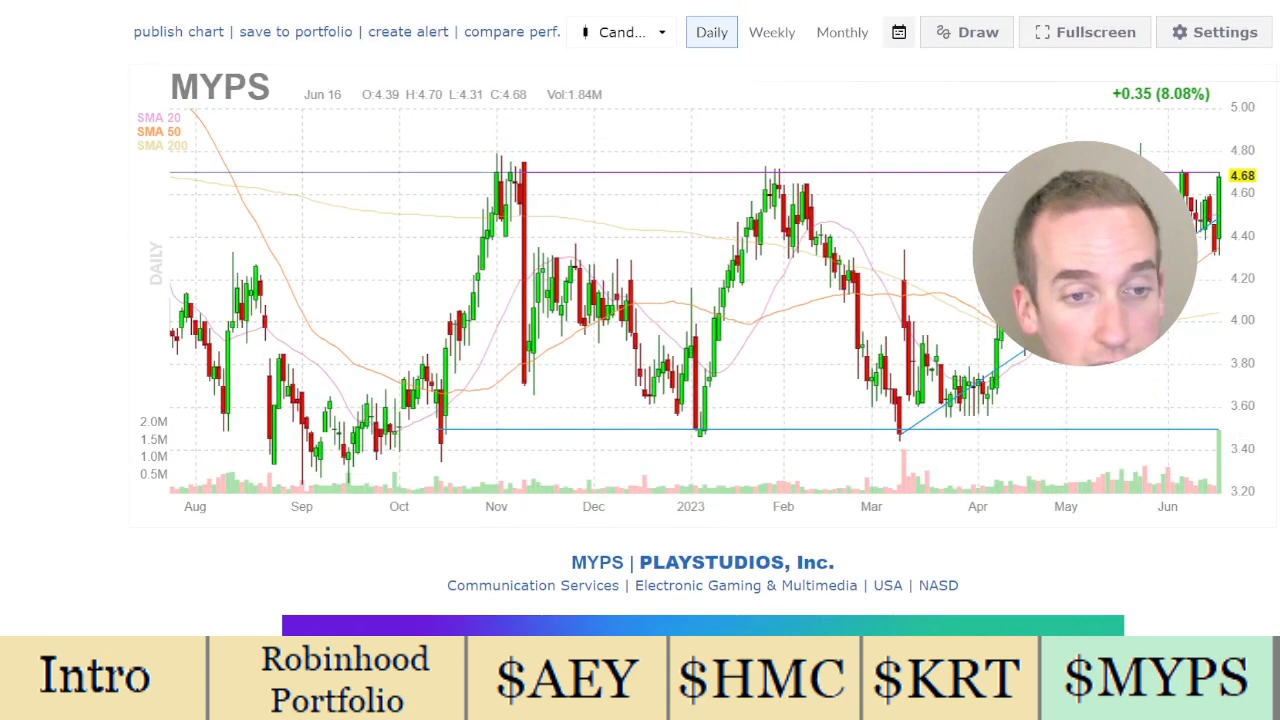 publish chart | save to portfolio | create alert | compare perf. Cand... Daily Weekly Monthly Draw Fullscreen Settings
MYPS Jun 16 O:4.39 H:4.70 L:4.31 C:4.68 Vol:1.84M +0.35 (8.08%)
SMA 20
SMA 50
SMA 200
DAILY
5.00
4.80
4.68
4.60
4.40
4.20
4.00
3.80
3.60
3.40
3.20
2.0M
1.5M
1.0M
0.5M
Aug Sep Oct Nov Dec 2023 Feb Mar Apr May Jun
MYPS | PLAYSTUDIOS, Inc.
Communication Services | Electronic Gaming & Multimedia | USA | NASD
Intro
Robinhood
Portfolio
$AEY
$HMC
$KRT
$MYPS